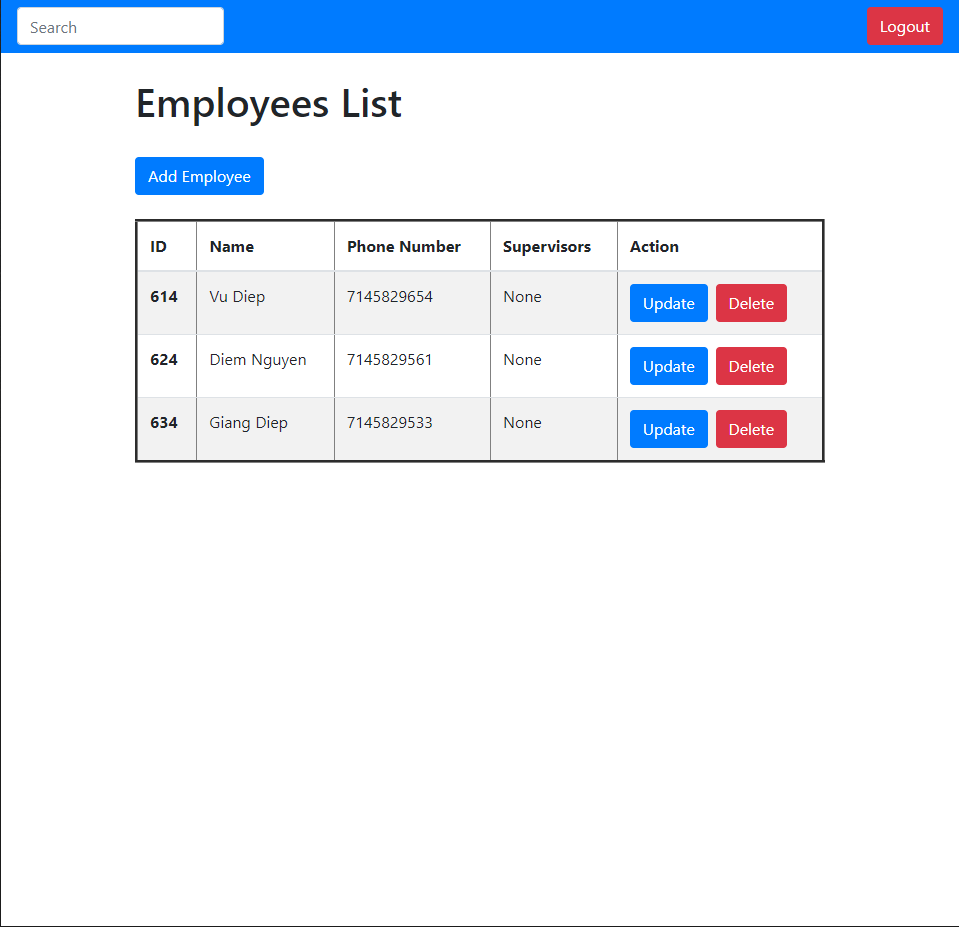 Search Logout
Employees List
Add Employee
ID Name Phone Number Supervisors Action
614 Vu Diep 7145829654 None Update Delete
624 Diem Nguyen 7145829561 None Update Delete
634 Giang Diep 7145829533 None Update Delete